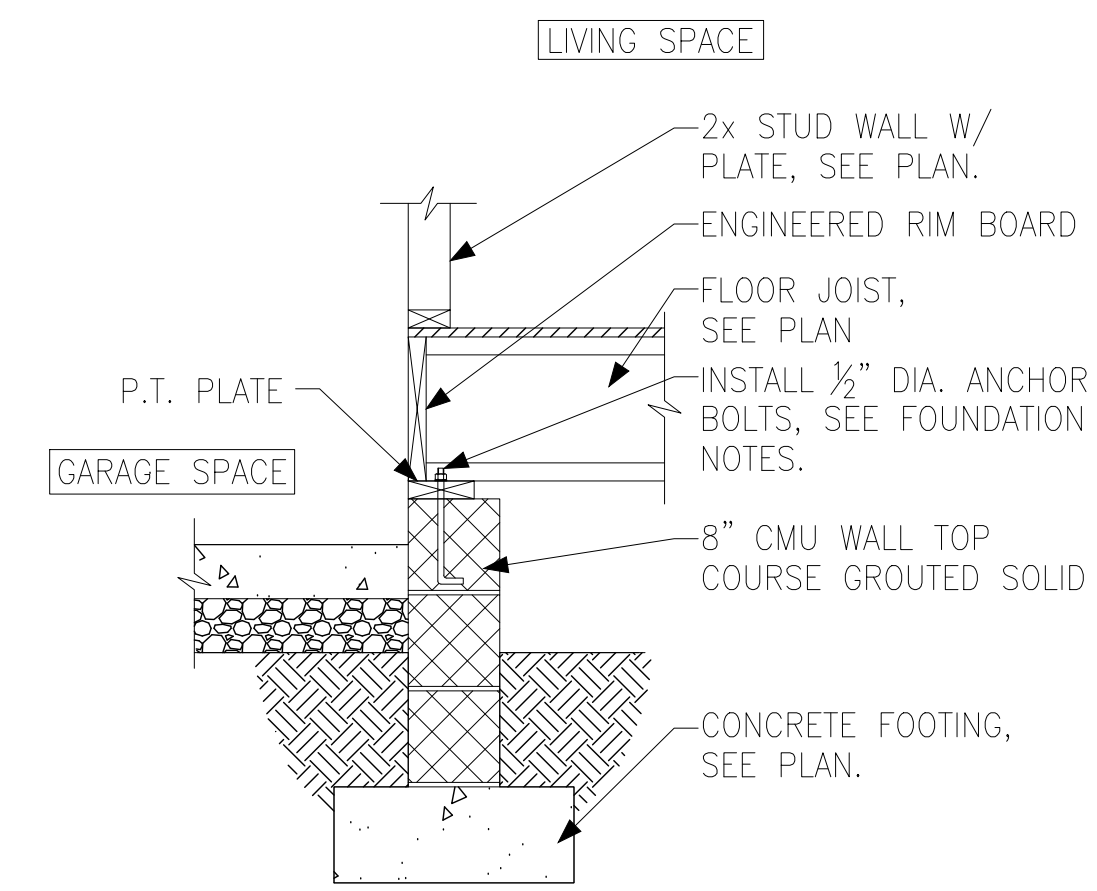 LIVING SPACE
2x STUD WALL W/
PLATE, SEE PLAN.
ENGINEERED RIM BOARD
FLOOR JOIST,
SEE PLAN
P.T. PLATE
INSTALL ½” DIA. ANCHOR
BOLTS, SEE FOUNDATION
NOTES.
GARAGE SPACE
8” CMU WALL TOP
COURSE GROUTED SOLID
CONCRETE FOOTING,
SEE PLAN.